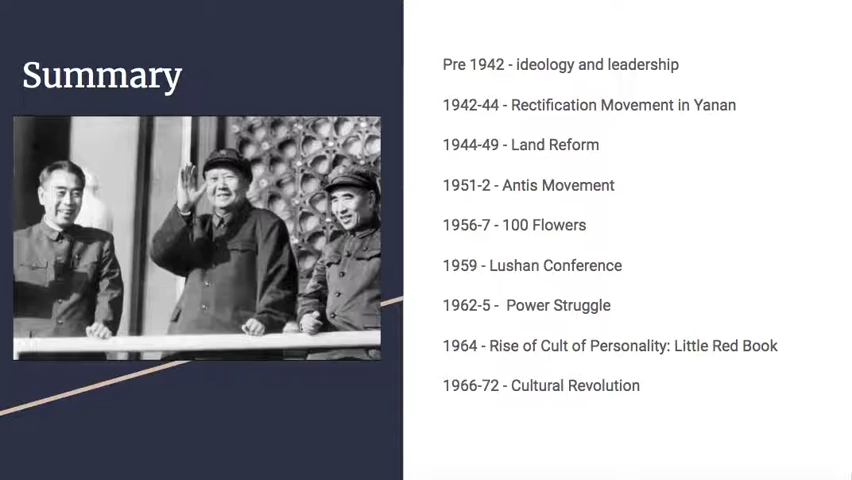 Summary
Pre 1942 - ideology and leadership
1942-44 - Rectification Movement in Yanan
1944-49 - Land Reform
1951-2 - Antis Movement
1956-7 - 100 Flowers
1959 - Lushan Conference
1962-5 -  Power Struggle
1964 - Rise of Cult of Personality: Little Red Book
1966-72 - Cultural Revolution